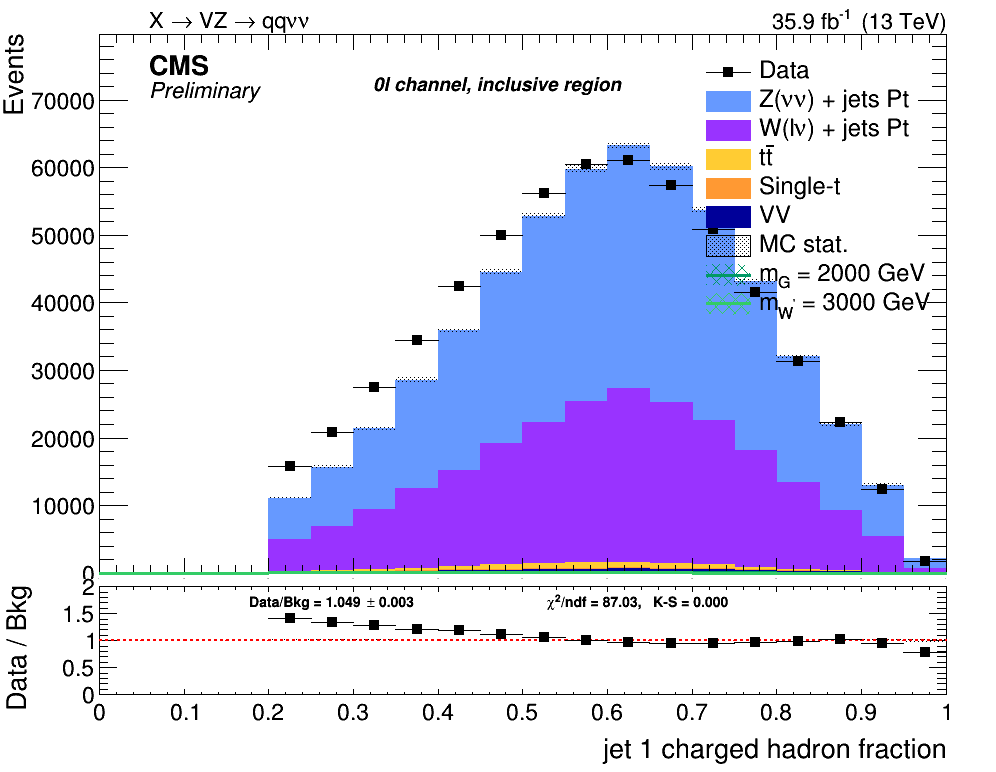 X → VZ → qqνν
35.9 fb⁻¹ (13 TeV)
CMS
Preliminary
0l channel, inclusive region
Data
Z(νν) + jets Pt
W(lν) + jets Pt
tt̄
Single-t
VV
MC stat.
m_G = 2000 GeV
m_W' = 3000 GeV
Events
70000
60000
50000
40000
30000
20000
10000
0
Data/Bkg = 1.049 ± 0.003
χ²/ndf = 87.03, K-S = 0.000
Data / Bkg
2
1.5
1
0.5
0
0 0.1 0.2 0.3 0.4 0.5 0.6 0.7 0.8 0.9 1
jet 1 charged hadron fraction